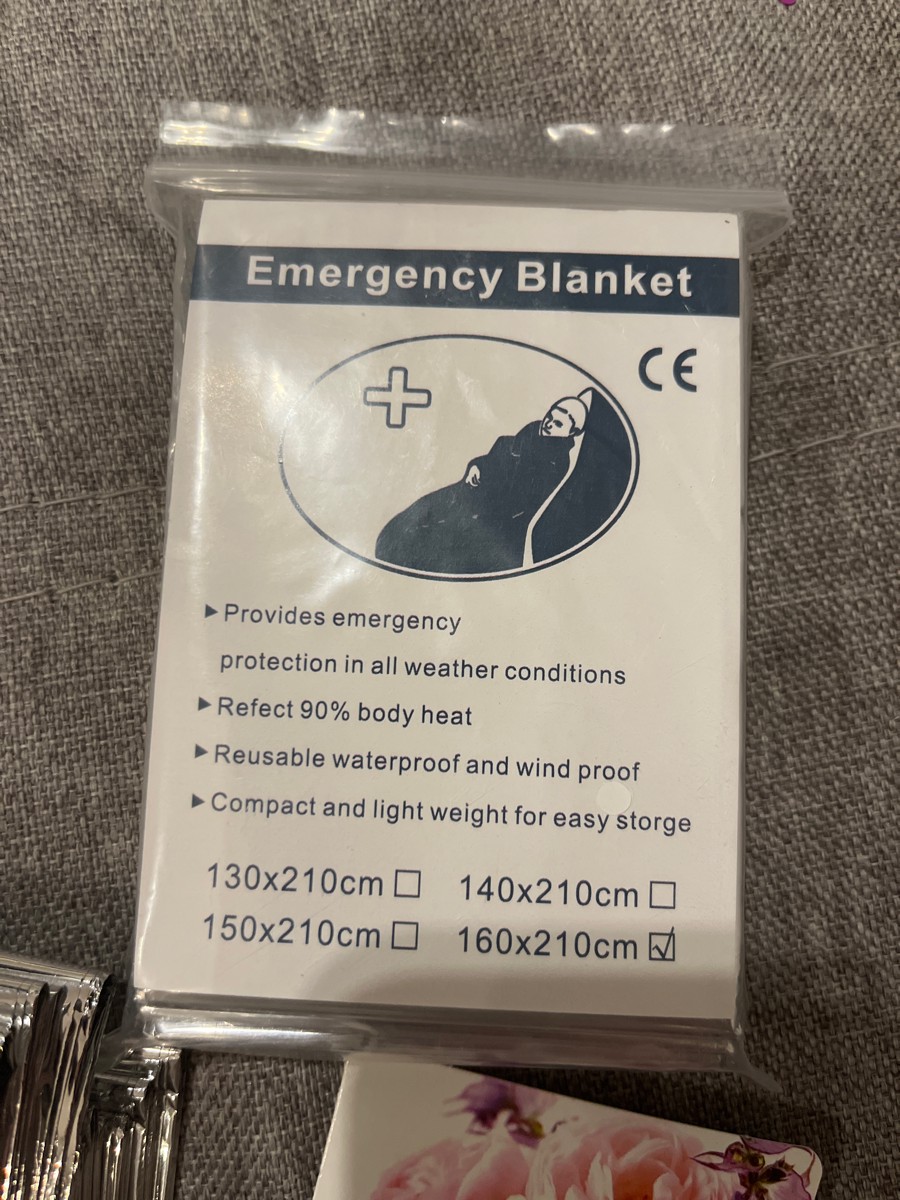 Emergency Blanket
CE
▶ Provides emergency
protection in all weather conditions
▶ Refect 90% body heat
▶ Reusable waterproof and wind proof
▶ Compact and light weight for easy storge
130x210cm ☐ 140x210cm ☐
150x210cm ☐ 160x210cm ☑